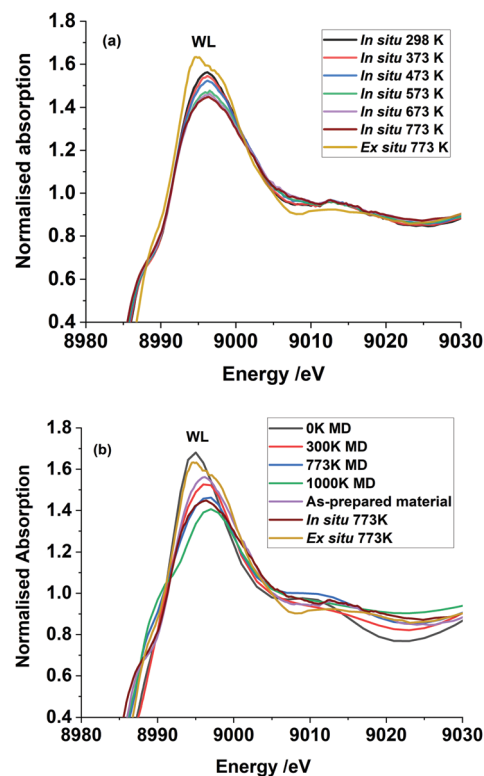 (a)
WL
In situ 298 K
In situ 373 K
In situ 473 K
In situ 573 K
In situ 673 K
In situ 773 K
Ex situ 773 K
Normalised absorption
1.8
1.6
1.4
1.2
1.0
0.8
0.6
0.4
8980 8990 9000 9010 9020 9030
Energy /eV
(b)
WL
0K MD
300K MD
773K MD
1000K MD
As-prepared material
In situ 773K
Ex situ 773K
Normalised Absorption
1.8
1.6
1.4
1.2
1.0
0.8
0.6
0.4
8980 8990 9000 9010 9020 9030
Energy /eV